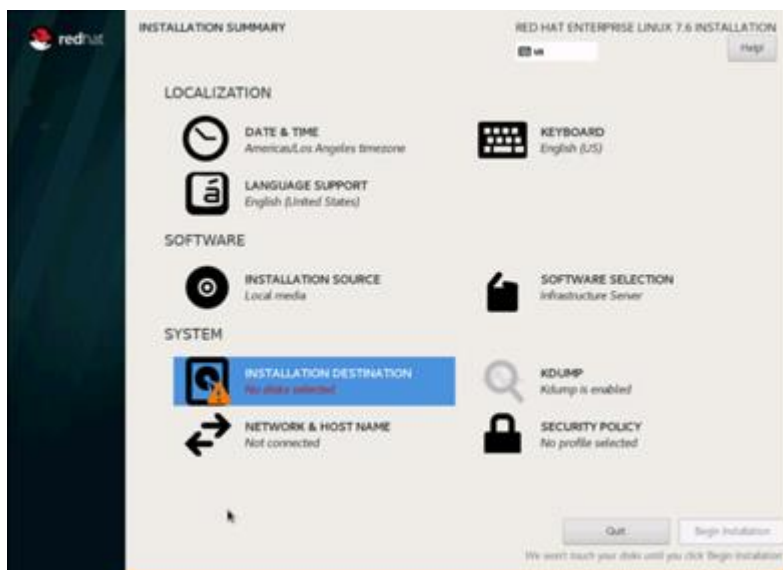 redhat
INSTALLATION SUMMARY
RED HAT ENTERPRISE LINUX 7.6 INSTALLATION
us
Help!
LOCALIZATION
DATE & TIME
Americas/Los Angeles timezone
KEYBOARD
English (US)
LANGUAGE SUPPORT
English (United States)
SOFTWARE
INSTALLATION SOURCE
Local media
SOFTWARE SELECTION
Infrastructure Server
SYSTEM
INSTALLATION DESTINATION
No disks selected
KDUMP
Kdump is enabled
NETWORK & HOST NAME
Not connected
SECURITY POLICY
No profile selected
Quit
Begin Installation
We won't touch your disks until you click Begin Installation